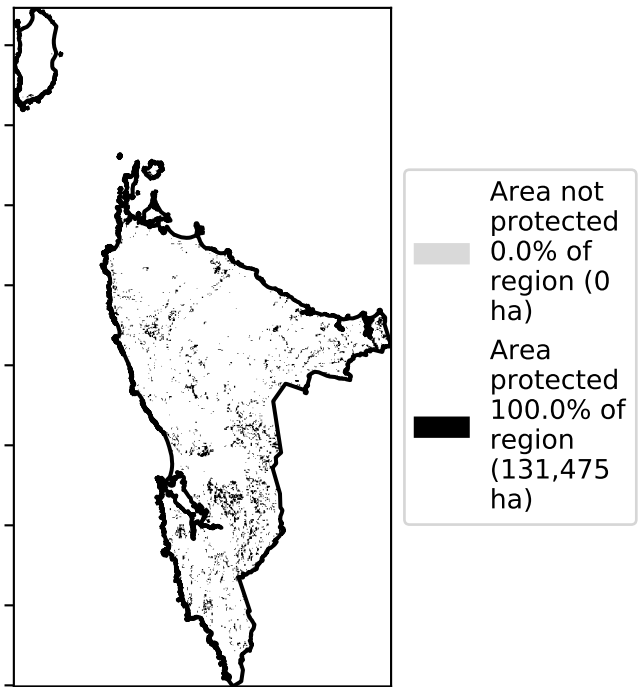 Area not
protected
0.0% of
region (0
ha)
Area
protected
100.0% of
region
(131,475
ha)